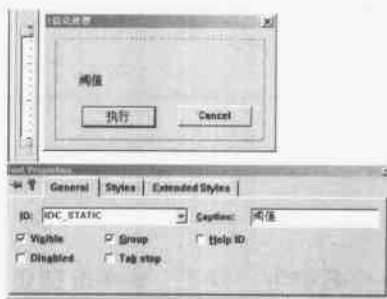 阈值
执行 Cancel
General Styles Extended Styles
ID: IDC_STATIC Caption: 阈值
Visible Group Help ID
Disabled Tab stop